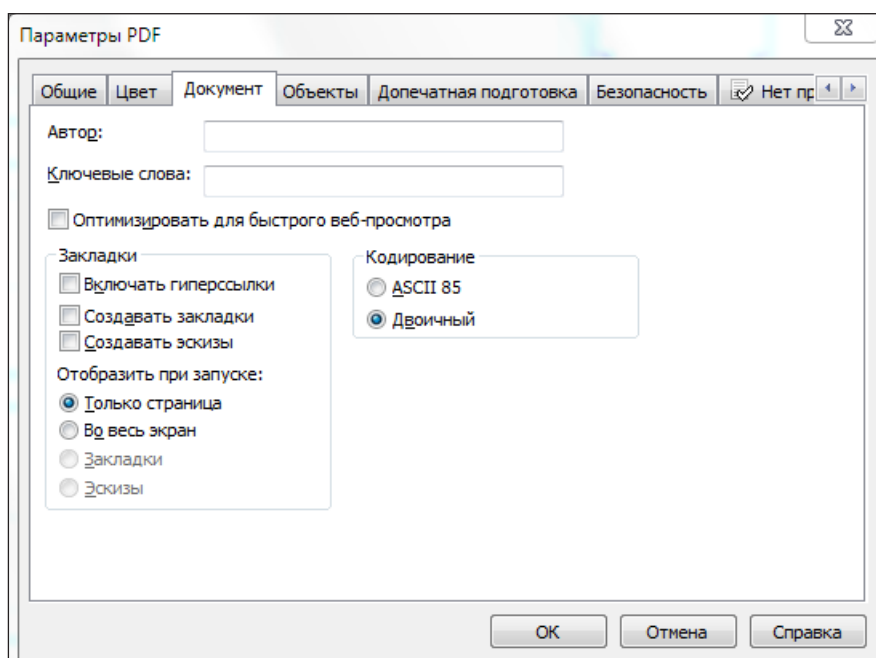 Параметры PDF
Общие Цвет Документ Объекты Допечатная подготовка Безопасность Нет пр
Автор:
Ключевые слова:
Оптимизировать для быстрого веб-просмотра
Закладки
Включать гиперссылки
Создавать закладки
Создавать эскизы
Отобразить при запуске:
Только страница
Во весь экран
Закладки
Эскизы
Кодирование
ASCII 85
Двоичный
ОК Отмена Справка